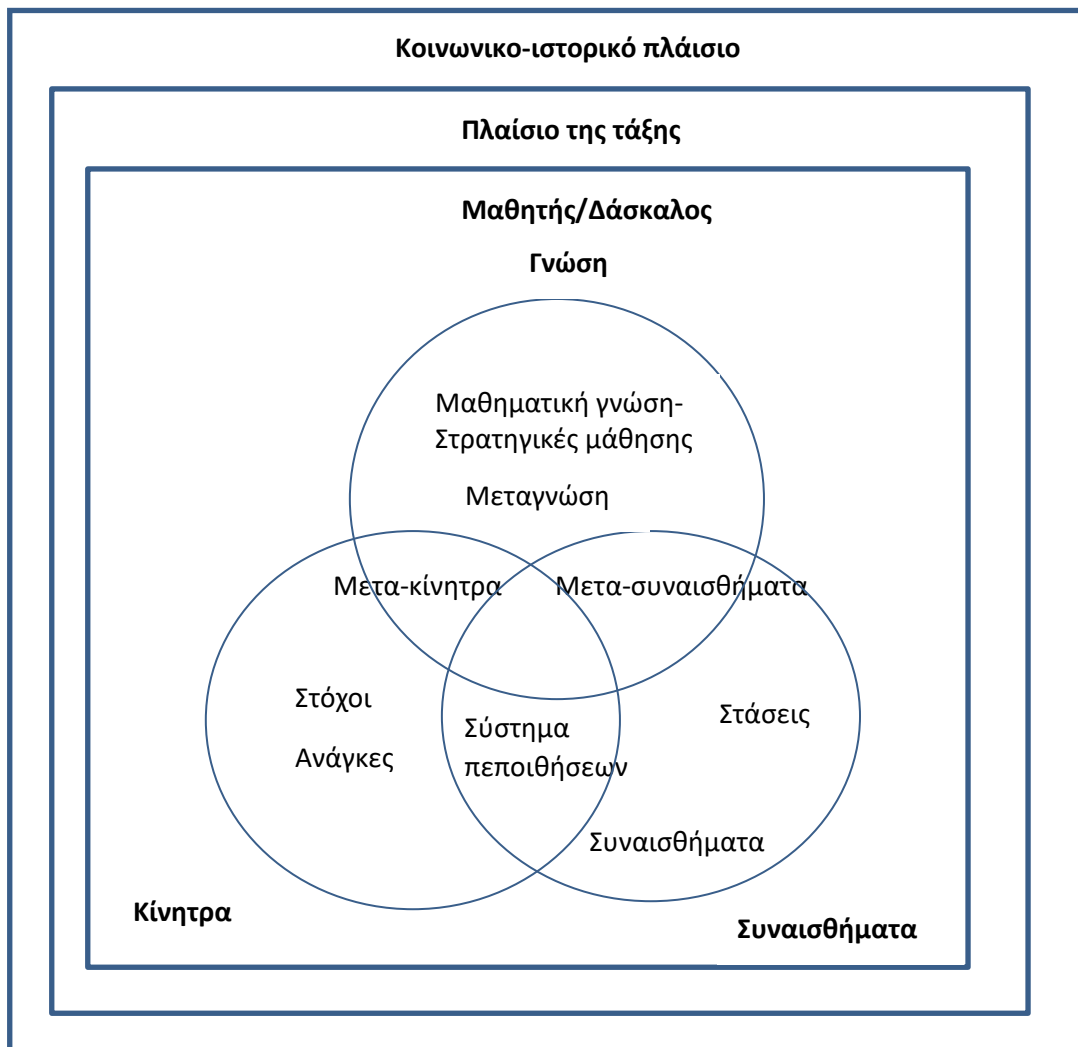 Κοινωνικο-ιστορικό πλάισιο
Πλαίσιο της τάξης
Μαθητής/Δάσκαλος
Γνώση
Μαθηματική γνώση-
Στρατηγικές μάθησης
Μεταγνώση
Μετα-κίνητρα
Μετα-συναισθήματα
Στόχοι
Ανάγκες
Σύστημα
πεποιθήσεων
Στάσεις
Συναισθήματα
Κίνητρα
Συναισθήματα